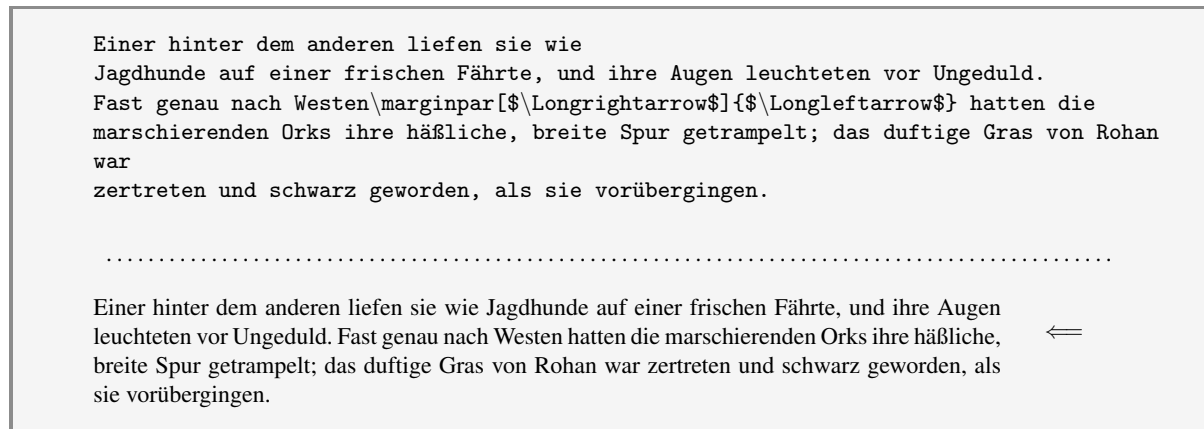 Einer hinter dem anderen liefen sie wie
Jagdhunde auf einer frischen Fährte, und ihre Augen leuchteten vor Ungeduld.
Fast genau nach Westen\marginpar[$\Longrightarrow$]{$\Longleftarrow$} hatten die
marschierenden Orks ihre häßliche, breite Spur getrampelt; das duftige Gras von Rohan
war
zertreten und schwarz geworden, als sie vorübergingen.
Einer hinter dem anderen liefen sie wie Jagdhunde auf einer frischen Fährte, und ihre Augen
leuchteten vor Ungeduld. Fast genau nach Westen hatten die marschierenden Orks ihre häßliche, ⟸
breite Spur getrampelt; das duftige Gras von Rohan war zertreten und schwarz geworden, als
sie vorübergingen.